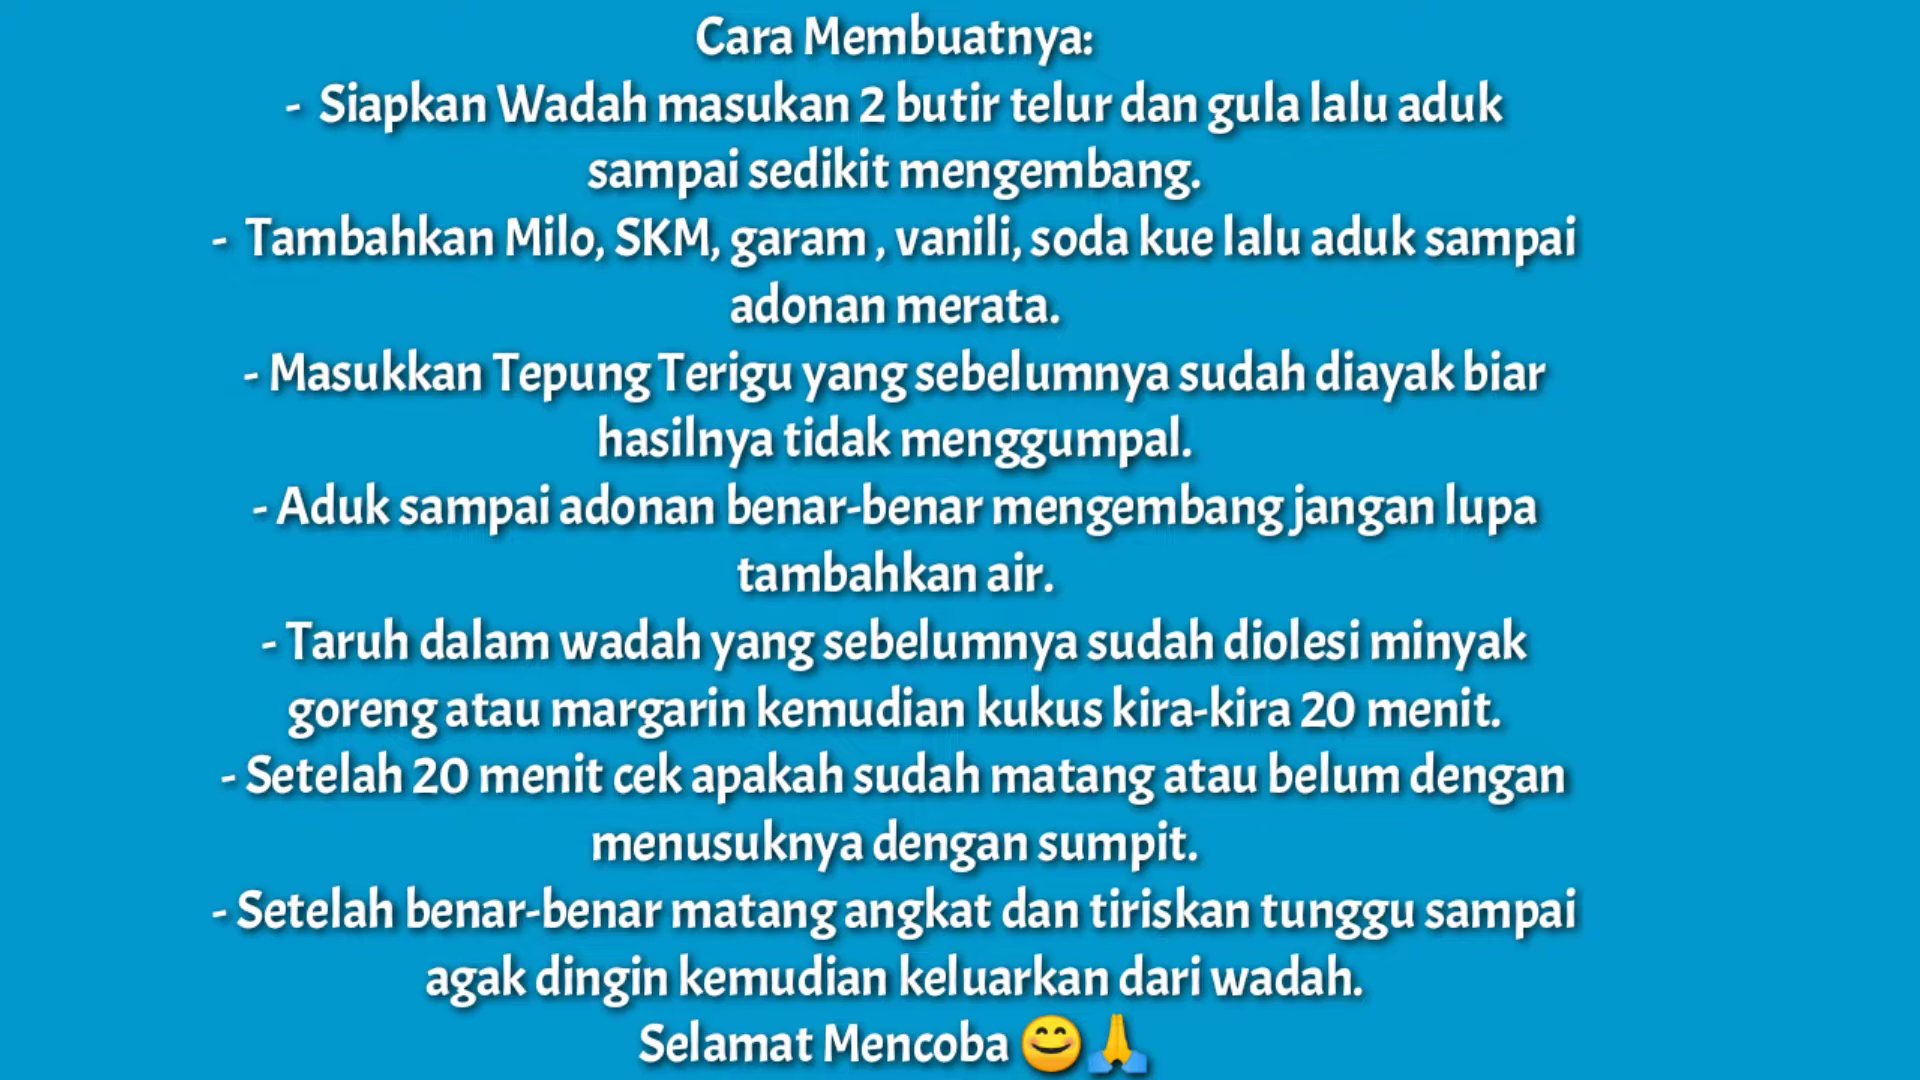 Cara Membuatnya:
- Siapkan Wadah masukan 2 butir telur dan gula lalu aduk
sampai sedikit mengembang.
- Tambahkan Milo, SKM, garam , vanili, soda kue lalu aduk sampai
adonan merata.
- Masukkan Tepung Terigu yang sebelumnya sudah diayak biar
hasilnya tidak menggumpal.
- Aduk sampai adonan benar-benar mengembang jangan lupa
tambahkan air.
- Taruh dalam wadah yang sebelumnya sudah diolesi minyak
goreng atau margarin kemudian kukus kira-kira 20 menit.
- Setelah 20 menit cek apakah sudah matang atau belum dengan
menusuknya dengan sumpit.
- Setelah benar-benar matang angkat dan tiriskan tunggu sampai
agak dingin kemudian keluarkan dari wadah.
Selamat Mencoba 😊🙏